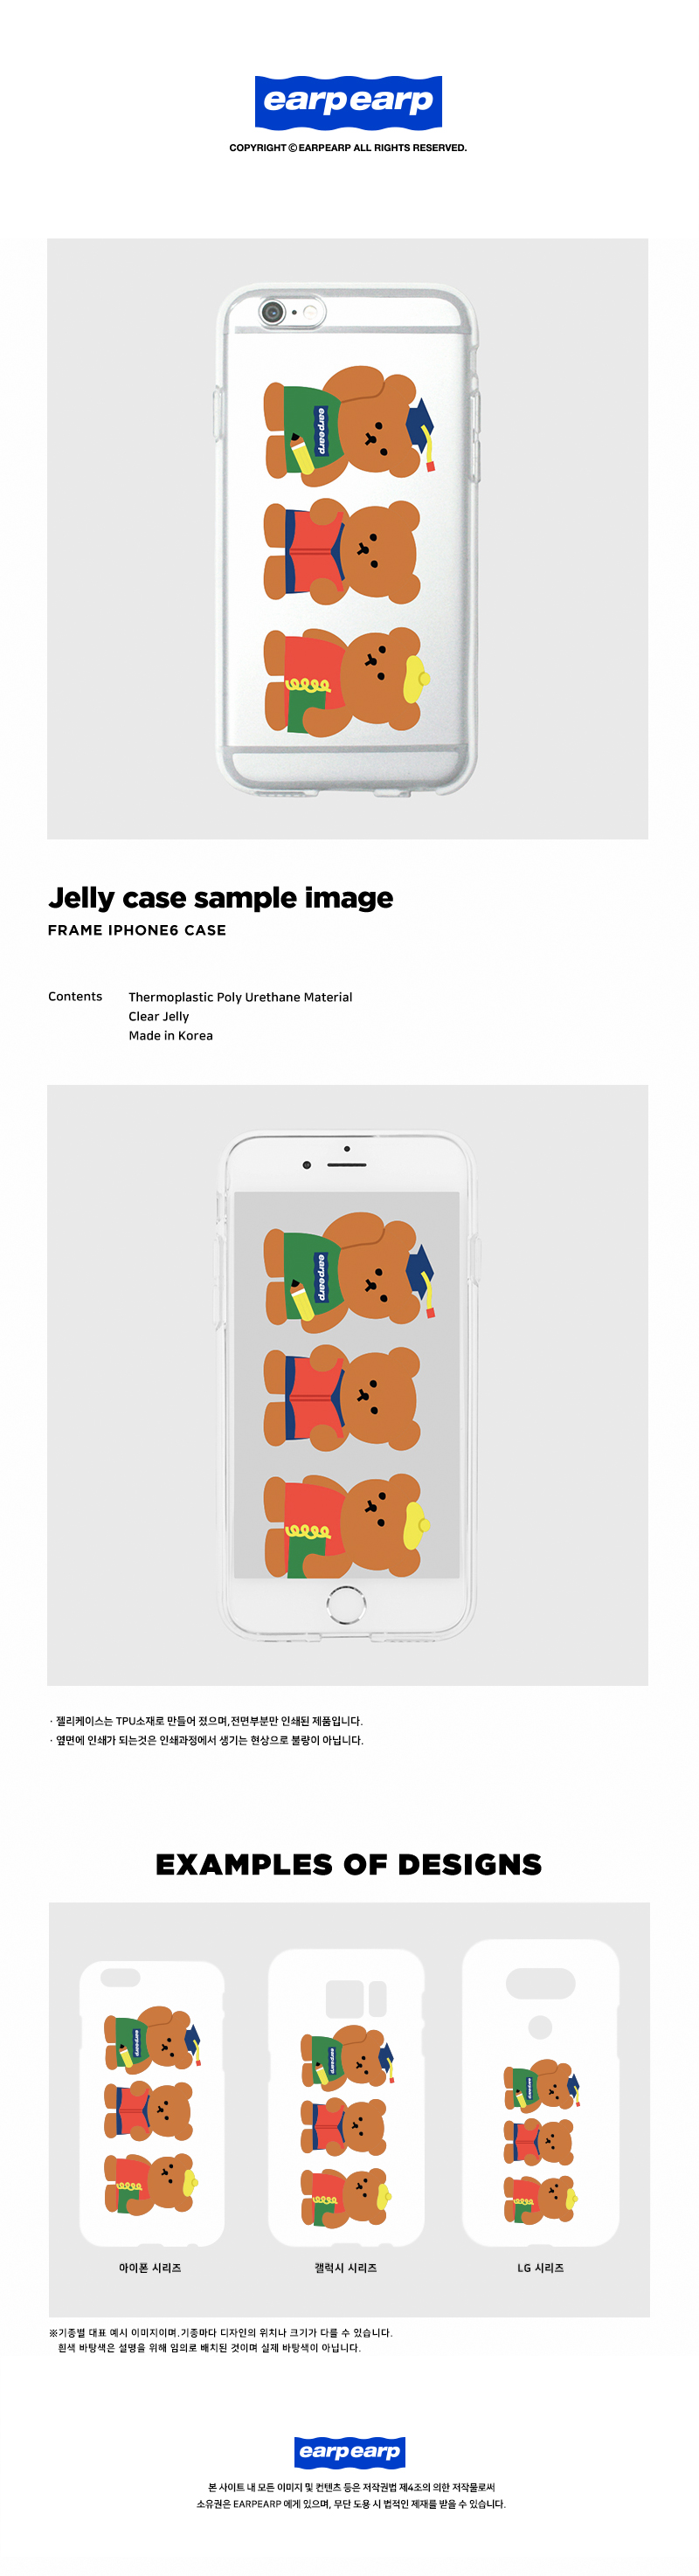 earpearp
COPYRIGHT © EARPEARP ALL RIGHTS RESERVED.
earpearp
Jelly case sample image
FRAME IPHONE6 CASE
Contents
Thermoplastic Poly Urethane Material
Clear Jelly
Made in Korea
earpearp
· 젤리케이스는 TPU소재로 만들어 졌으며,전면부분만 인쇄된 제품입니다.
· 옆면에 인쇄가 되는것은 인쇄과정에서 생기는 현상으로 불량이 아닙니다.
EXAMPLES OF DESIGNS
earpearp
earpearp
earpearp
아이폰 시리즈
갤럭시 시리즈
LG 시리즈
※기종별 대표 예시 이미지이며.기종마다 디자인의 위치나 크기가 다를 수 있습니다.
흰색 바탕색은 설명을 위해 임의로 배치된 것이며 실제 바탕색이 아닙니다.
earpearp
본 사이트 내 모든 이미지 및 컨텐츠 등은 저작권법 제4조의 의한 저작물로써
소유권은 EARPEARP 에게 있으며, 무단 도용 시 법적인 제재를 받을 수 있습니다.